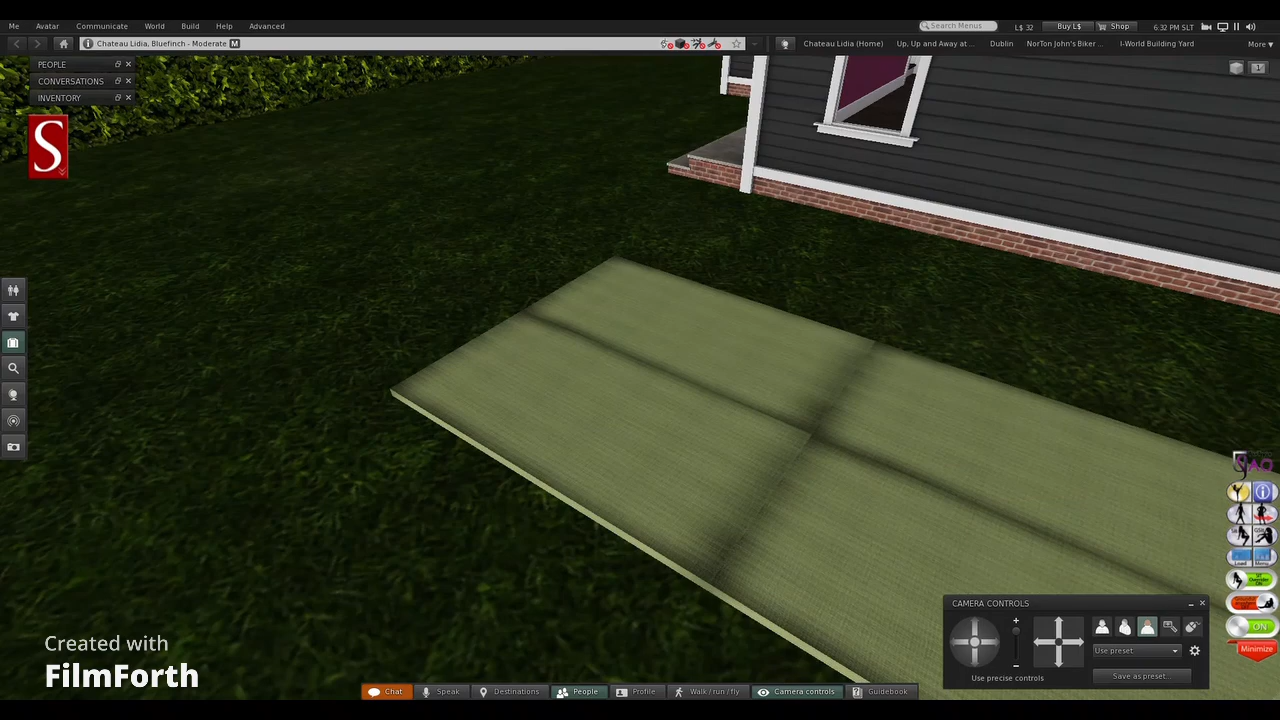 Me Avatar Communicate World Build Help Advanced
Search Menus
L$ 32
Buy L$
Shop
6:32 PM SLT
Chateau Lidia, Bluefinch - Moderate M
Chateau Lidia (Home) Up, Up and Away at ... Dublin NorTon John's Biker ... I-World Building Yard More ▼
PEOPLE
CONVERSATIONS
INVENTORY
1
S
Load Menu
ON
Minimize
CAMERA CONTROLS
Use preset
Use precise controls
Save as preset...
Created with
FilmForth
Chat Speak Destinations People Profile Walk / run / fly Camera controls Guidebook